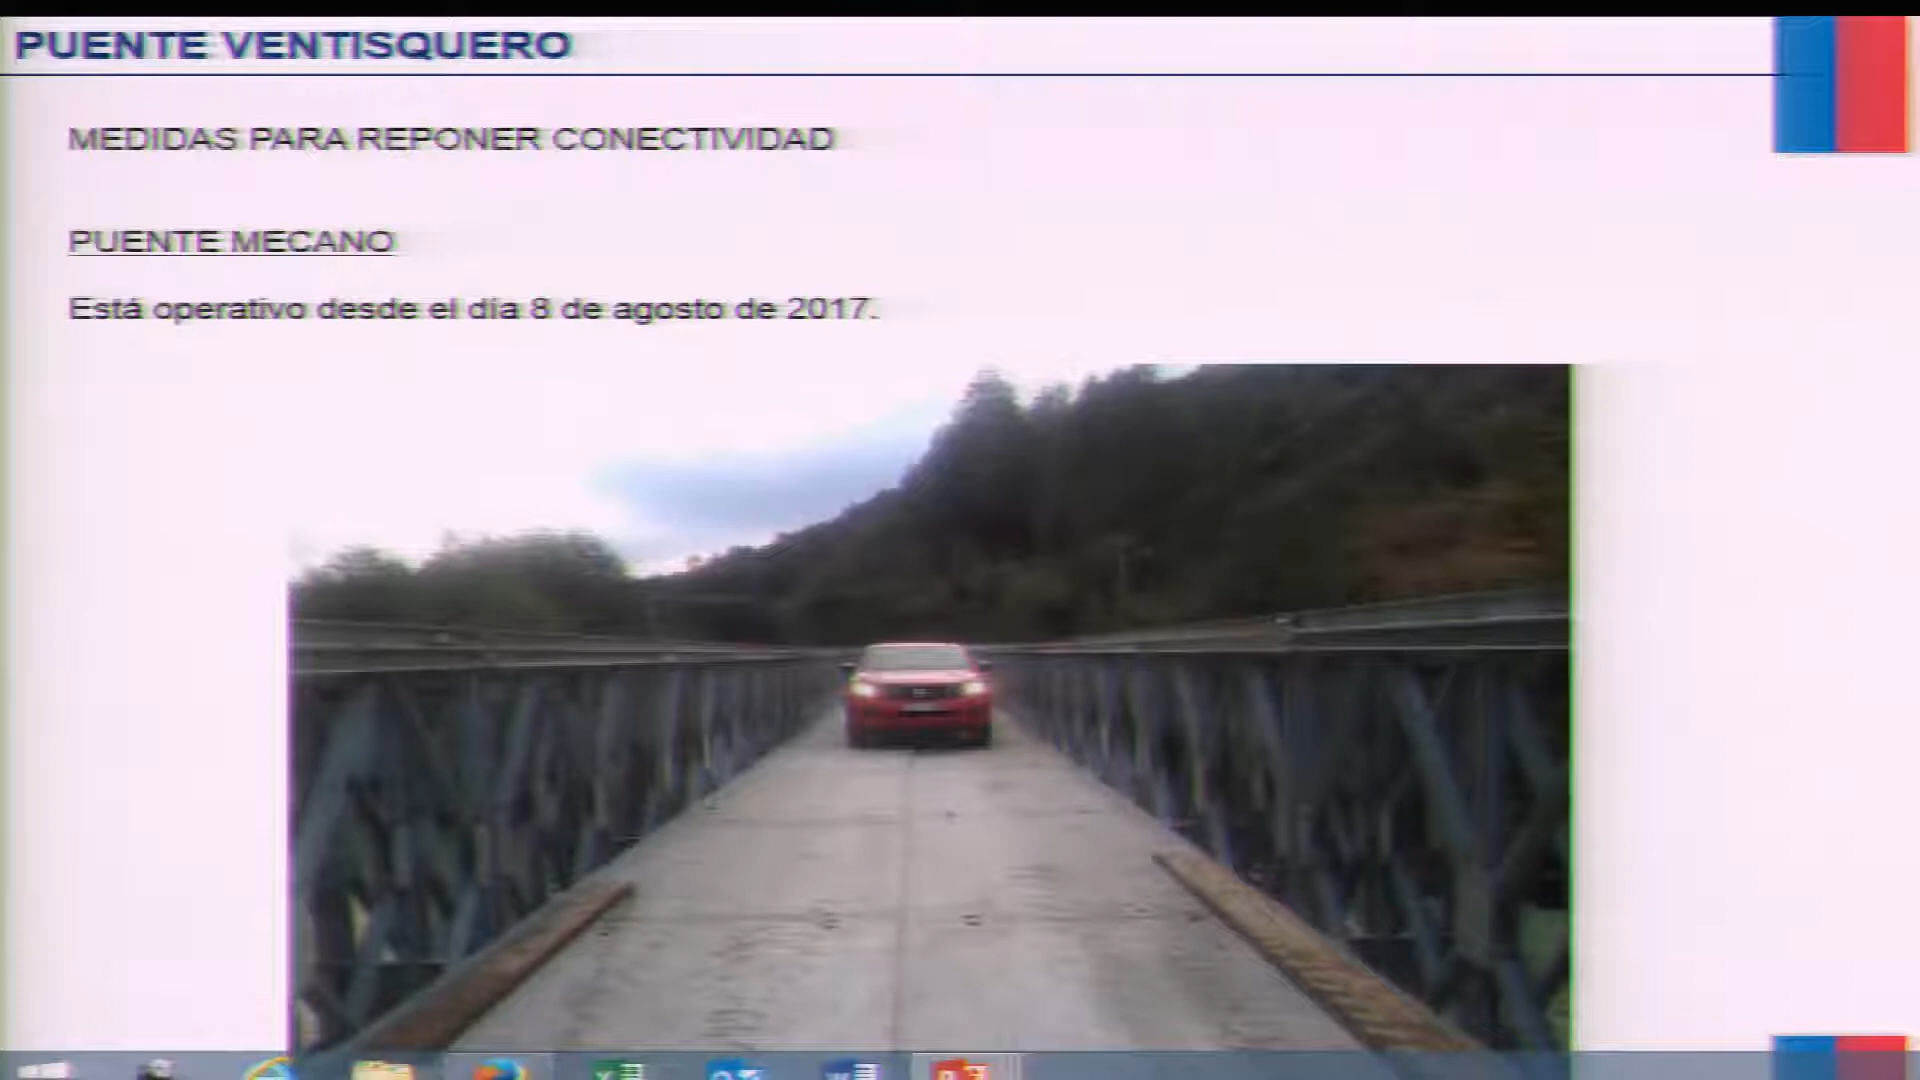 PUENTE VENTISQUERO
MEDIDAS PARA REPONER CONECTIVIDAD
PUENTE MECANO
Está operativo desde el día 8 de agosto de 2017.